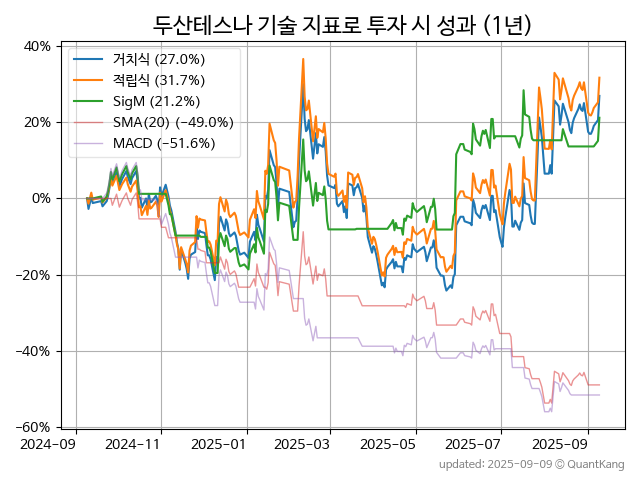 두산테스나 기술 지표로 투자 시 성과 (1년)
거치식 (27.0%)
적립식 (31.7%)
SigM (21.2%)
SMA(20) (−49.0%)
MACD (−51.6%)
40%
20%
0%
−20%
−40%
−60%
2024-09 2024-11 2025-01 2025-03 2025-05 2025-07 2025-09
updated: 2025-09-09 © QuantKang